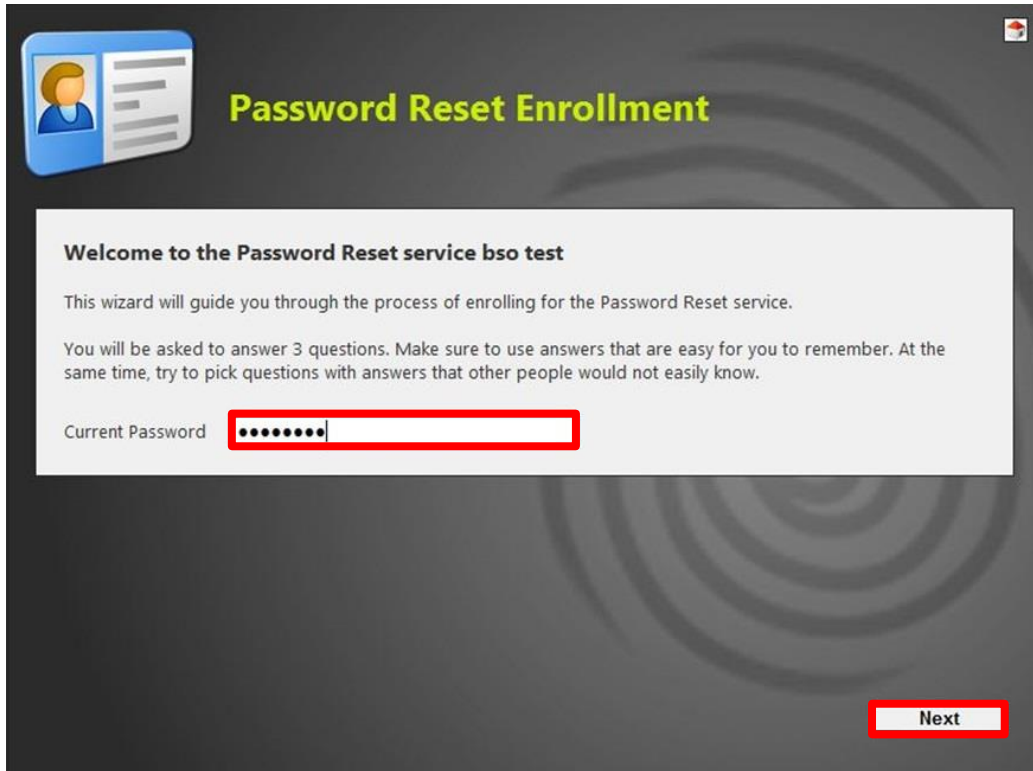 Password Reset Enrollment
Welcome to the Password Reset service bso test
This wizard will guide you through the process of enrolling for the Password Reset service.
You will be asked to answer 3 questions. Make sure to use answers that are easy for you to remember. At the
same time, try to pick questions with answers that other people would not easily know.
Current Password ●●●●●●●●
Next